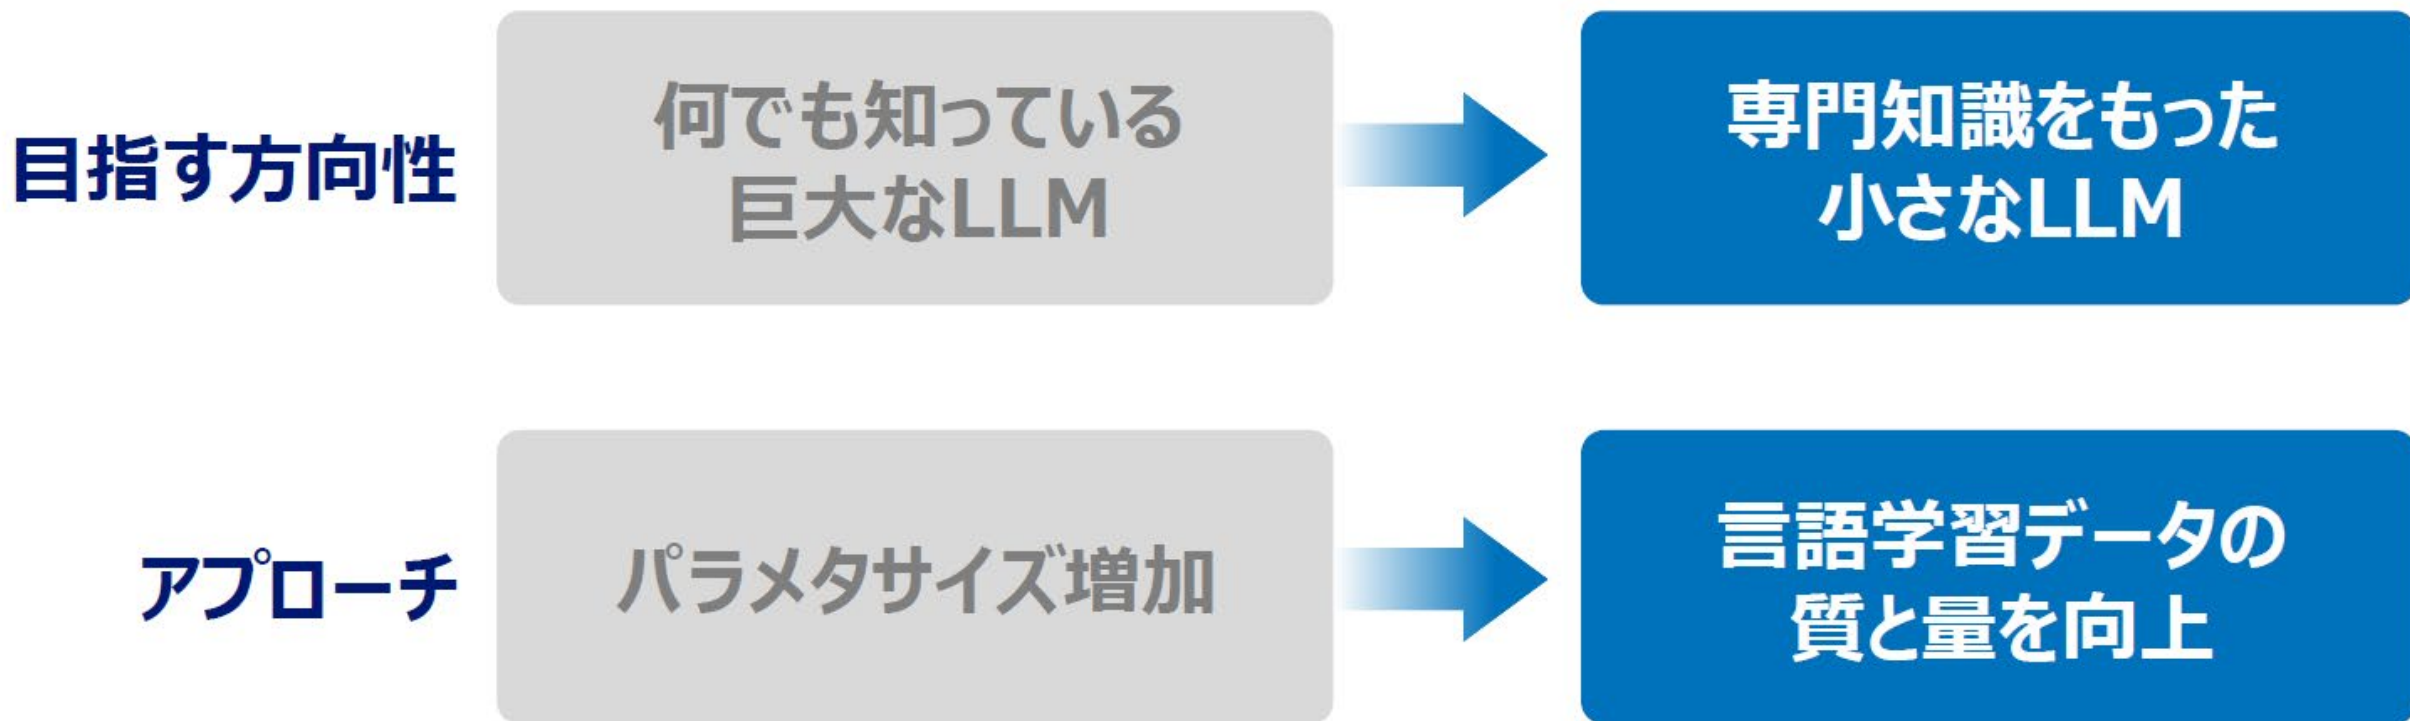 目指す方向性
何でも知っている
巨大なLLM
専門知識をもった
小さなLLM
アプローチ
パラメタサイズ増加
言語学習データの
質と量を向上